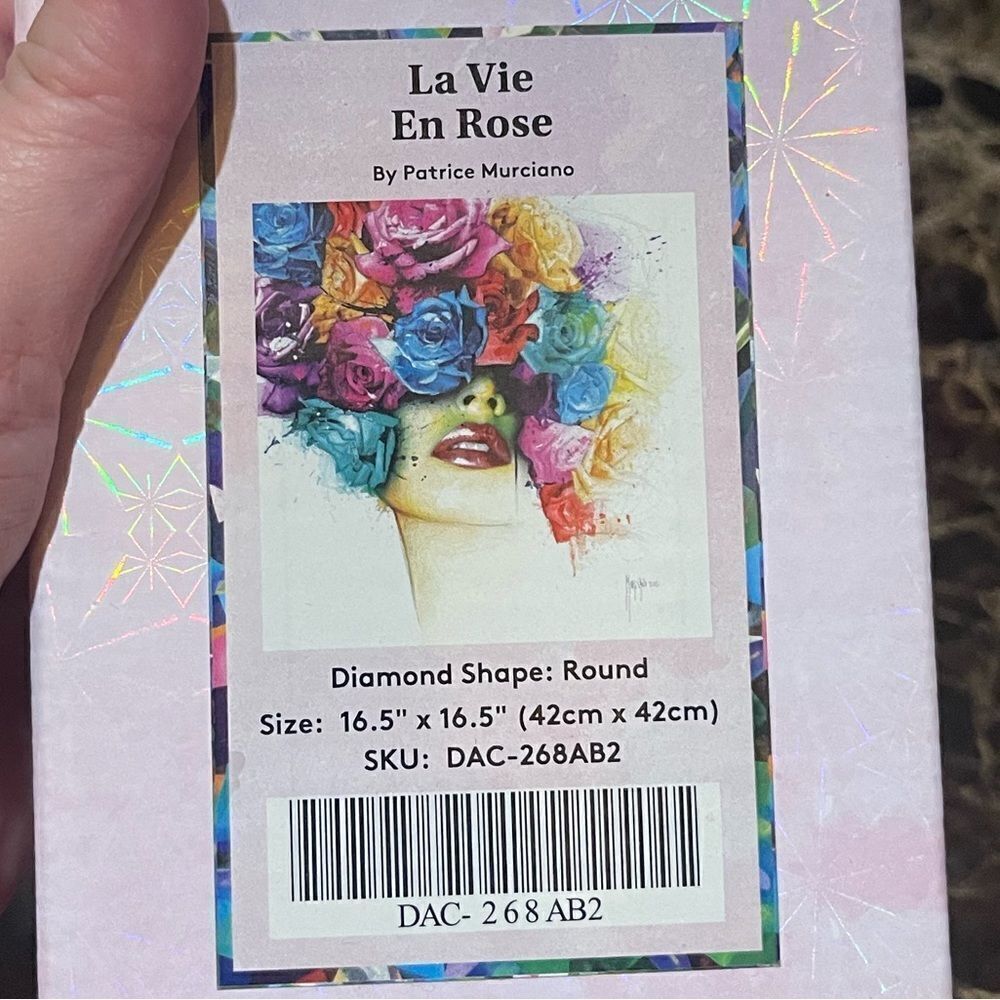 La Vie
En Rose
By Patrice Murciano
Diamond Shape: Round
Size: 16.5" x 16.5" (42cm x 42cm)
SKU: DAC-268AB2
DAC- 268AB2